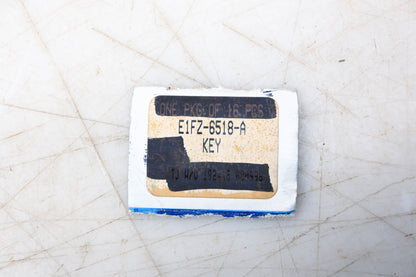 ONE PKG OF 16 PCS
E1FZ-6518-A
KEY